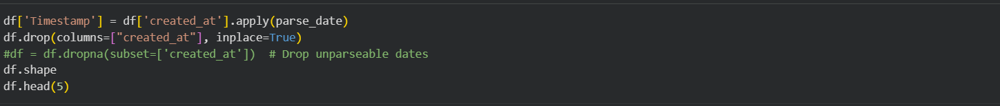 df['Timestamp'] = df['created_at'].apply(parse_date)
df.drop(columns=["created_at"], inplace=True)
#df = df.dropna(subset=['created_at'])  # Drop unparseable dates
df.shape
df.head(5)